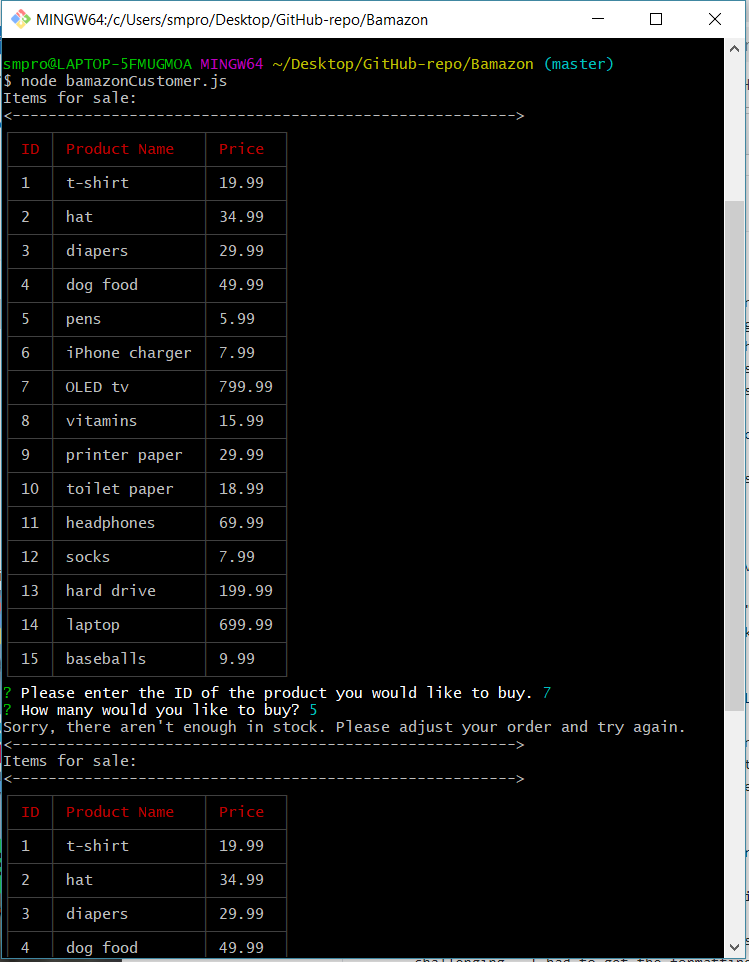 MINGW64:/c/Users/smpro/Desktop/GitHub-repo/Bamazon
smpro@LAPTOP-5FMUGMOA MINGW64 ~/Desktop/GitHub-repo/Bamazon (master)
$ node bamazonCustomer.js
Items for sale:
<-------------------------------------------------------->
ID Product Name Price
1 t-shirt 19.99
2 hat 34.99
3 diapers 29.99
4 dog food 49.99
5 pens 5.99
6 iPhone charger 7.99
7 OLED tv 799.99
8 vitamins 15.99
9 printer paper 29.99
10 toilet paper 18.99
11 headphones 69.99
12 socks 7.99
13 hard drive 199.99
14 laptop 699.99
15 baseballs 9.99
? Please enter the ID of the product you would like to buy. 7
? How many would you like to buy? 5
Sorry, there aren't enough in stock. Please adjust your order and try again.
<-------------------------------------------------------->
Items for sale:
<-------------------------------------------------------->
ID Product Name Price
1 t-shirt 19.99
2 hat 34.99
3 diapers 29.99
4 dog food 49.99